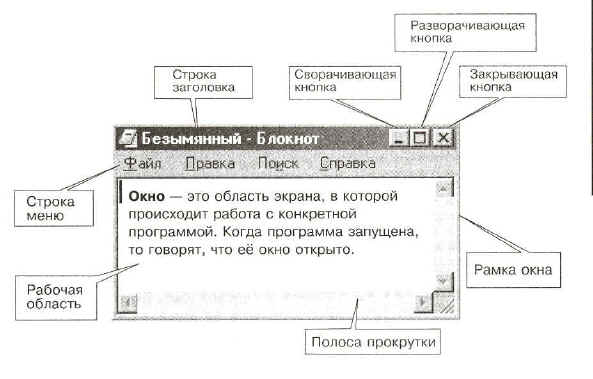 Разворачивающая
кнопка
Строка
заголовка
Сворачивающая
кнопка
Закрывающая
кнопка
Безымянный - Блокнот
Файл Правка Поиск Справка
Строка
меню
Окно — это область экрана, в которой
происходит работа с конкретной
программой. Когда программа запущена,
то говорят, что её окно открыто.
Рамка окна
Рабочая
область
Полоса прокрутки